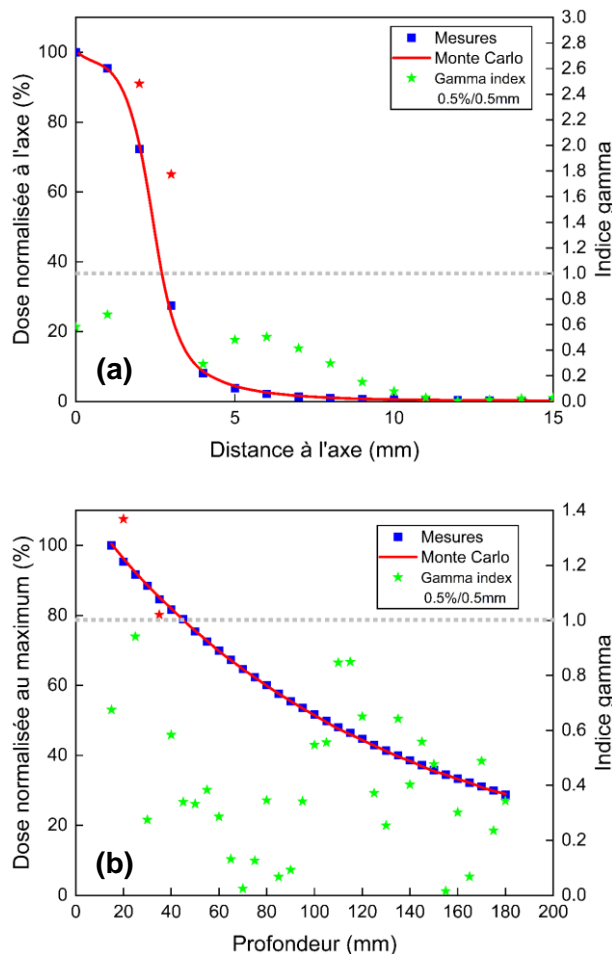 100
80
60
40
20
0
3.0
2.8
2.6
2.4
2.2
2.0
1.8
1.6
1.4
1.2
1.0
0.8
0.6
0.4
0.2
0.0
Dose normalisée à l'axe (%)
Indice gamma
Mesures
Monte Carlo
Gamma index
0.5%/0.5mm
(a)
0 5 10 15
Distance à l'axe (mm)
100
80
60
40
20
0
1.4
1.2
1.0
0.8
0.6
0.4
0.2
0.0
Dose normalisée au maximum (%)
Indice gamma
Mesures
Monte Carlo
Gamma index
0.5%/0.5mm
(b)
0 20 40 60 80 100 120 140 160 180 200
Profondeur (mm)